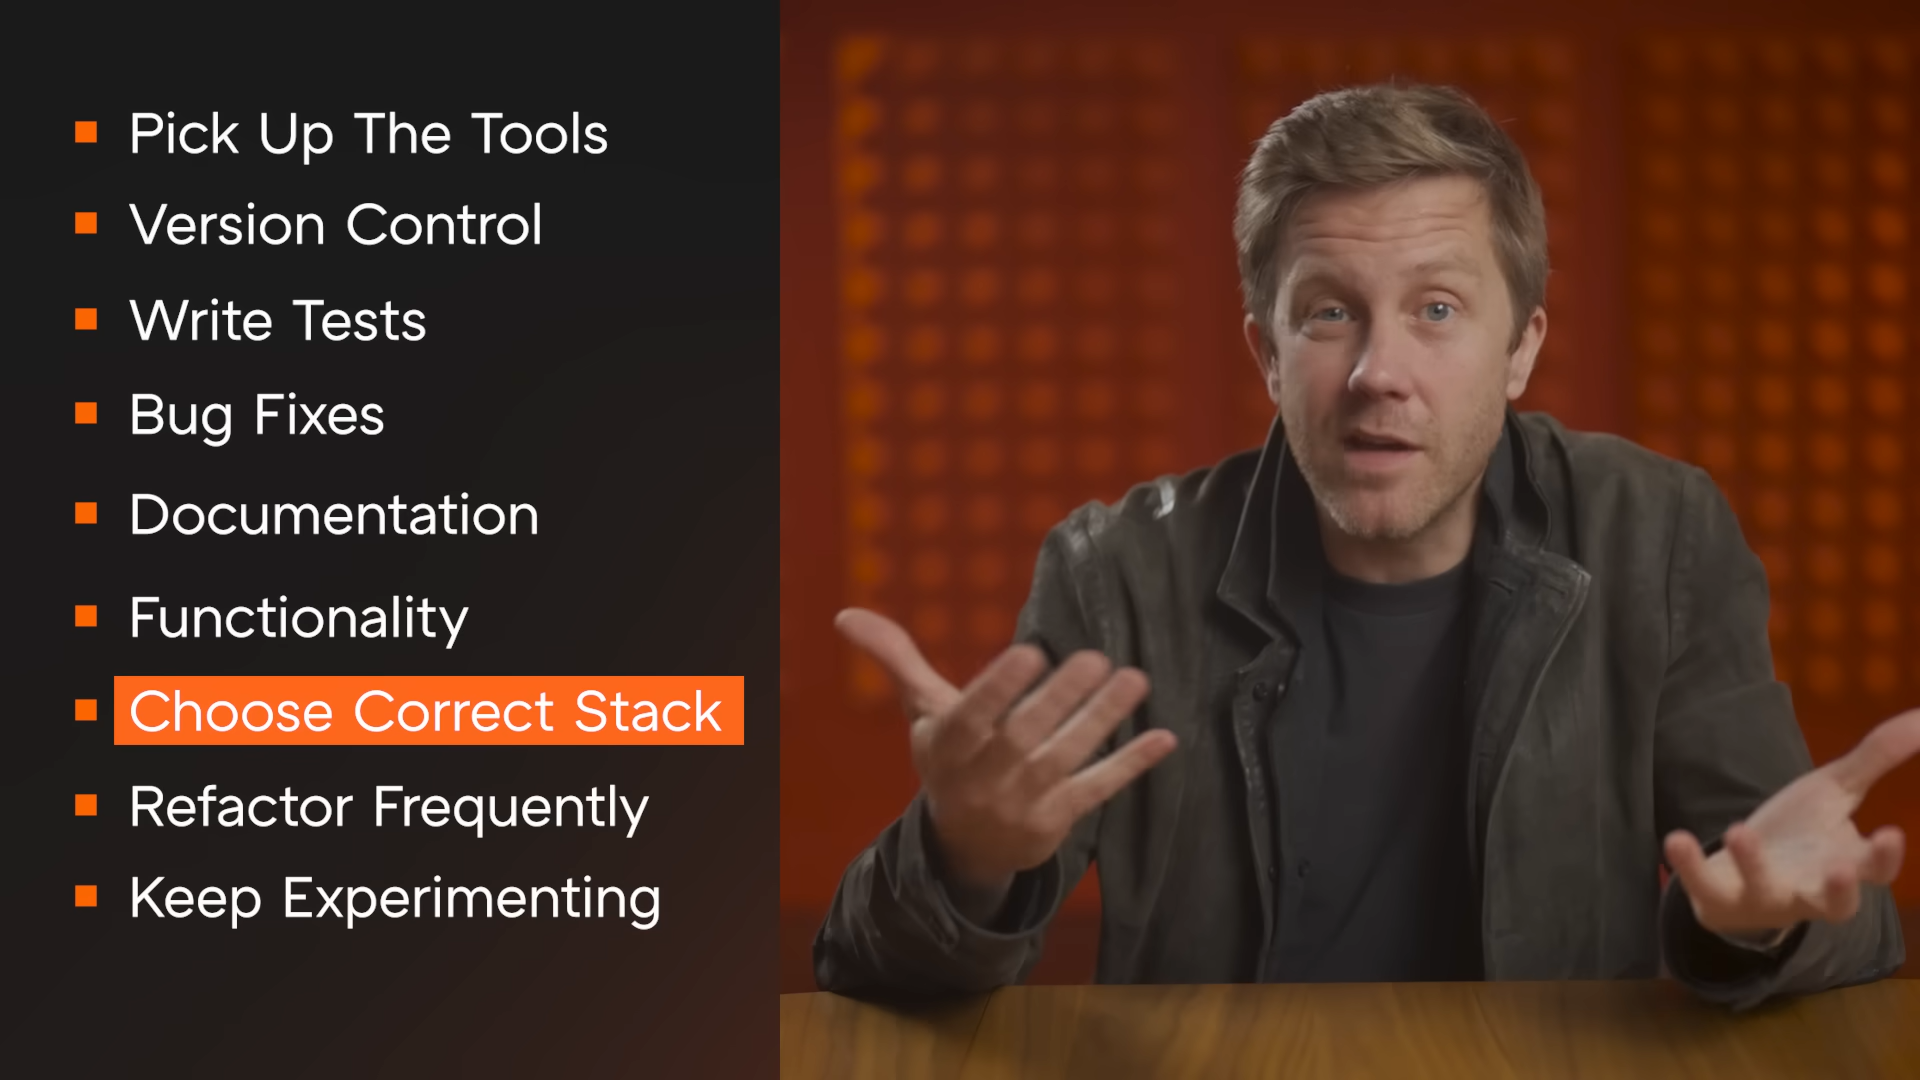 Pick Up The Tools
Version Control
Write Tests
Bug Fixes
Documentation
Functionality
Choose Correct Stack
Refactor Frequently
Keep Experimenting